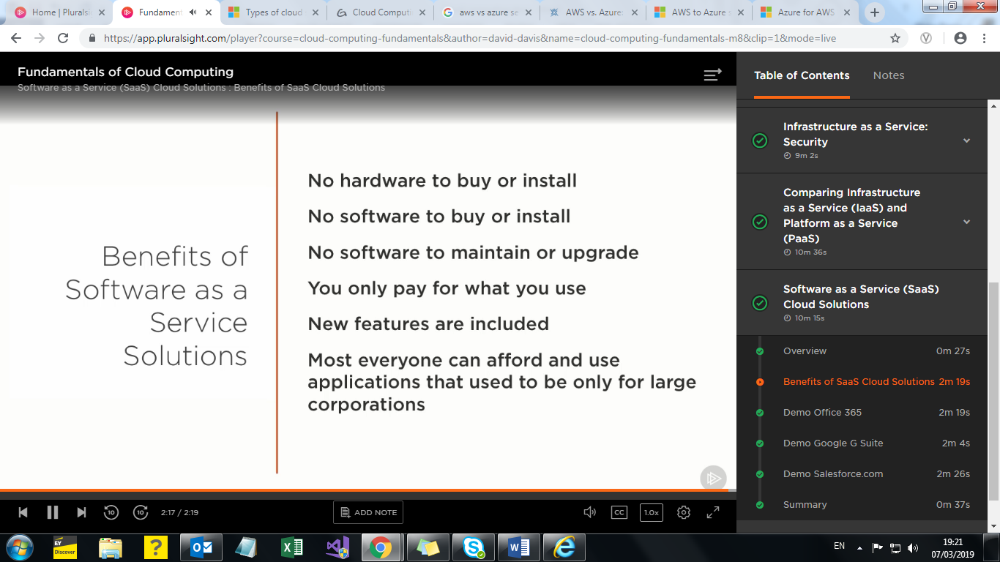 Home | Pluralsi
Fundament
Types of cloud
Cloud Computi
aws vs azure se
AWS vs. Azure
AWS to Azure s
Azure for AWS
https://app.pluralsight.com/player?course=cloud-computing-fundamentals&author=david-davis&name=cloud-computing-fundamentals-m8&clip=1&mode=live
Fundamentals of Cloud Computing
Software as a Service (SaaS) Cloud Solutions : Benefits of SaaS Cloud Solutions
Benefits of
Software as a
Service
Solutions
No hardware to buy or install
No software to buy or install
No software to maintain or upgrade
You only pay for what you use
New features are included
Most everyone can afford and use
applications that used to be only for large
corporations
10
10
2:17 / 2:19
ADD NOTE
CC
1.0x
Table of Contents
Notes
Infrastructure as a Service:
Security
9m 2s
Comparing Infrastructure
as a Service (IaaS) and
Platform as a Service
(PaaS)
10m 36s
Software as a Service (SaaS)
Cloud Solutions
10m 15s
Overview 0m 27s
Benefits of SaaS Cloud Solutions 2m 19s
Demo Office 365 2m 19s
Demo Google G Suite 2m 4s
Demo Salesforce.com 2m 26s
Summary 0m 37s
EY
Discover
EN
19:21
07/03/2019